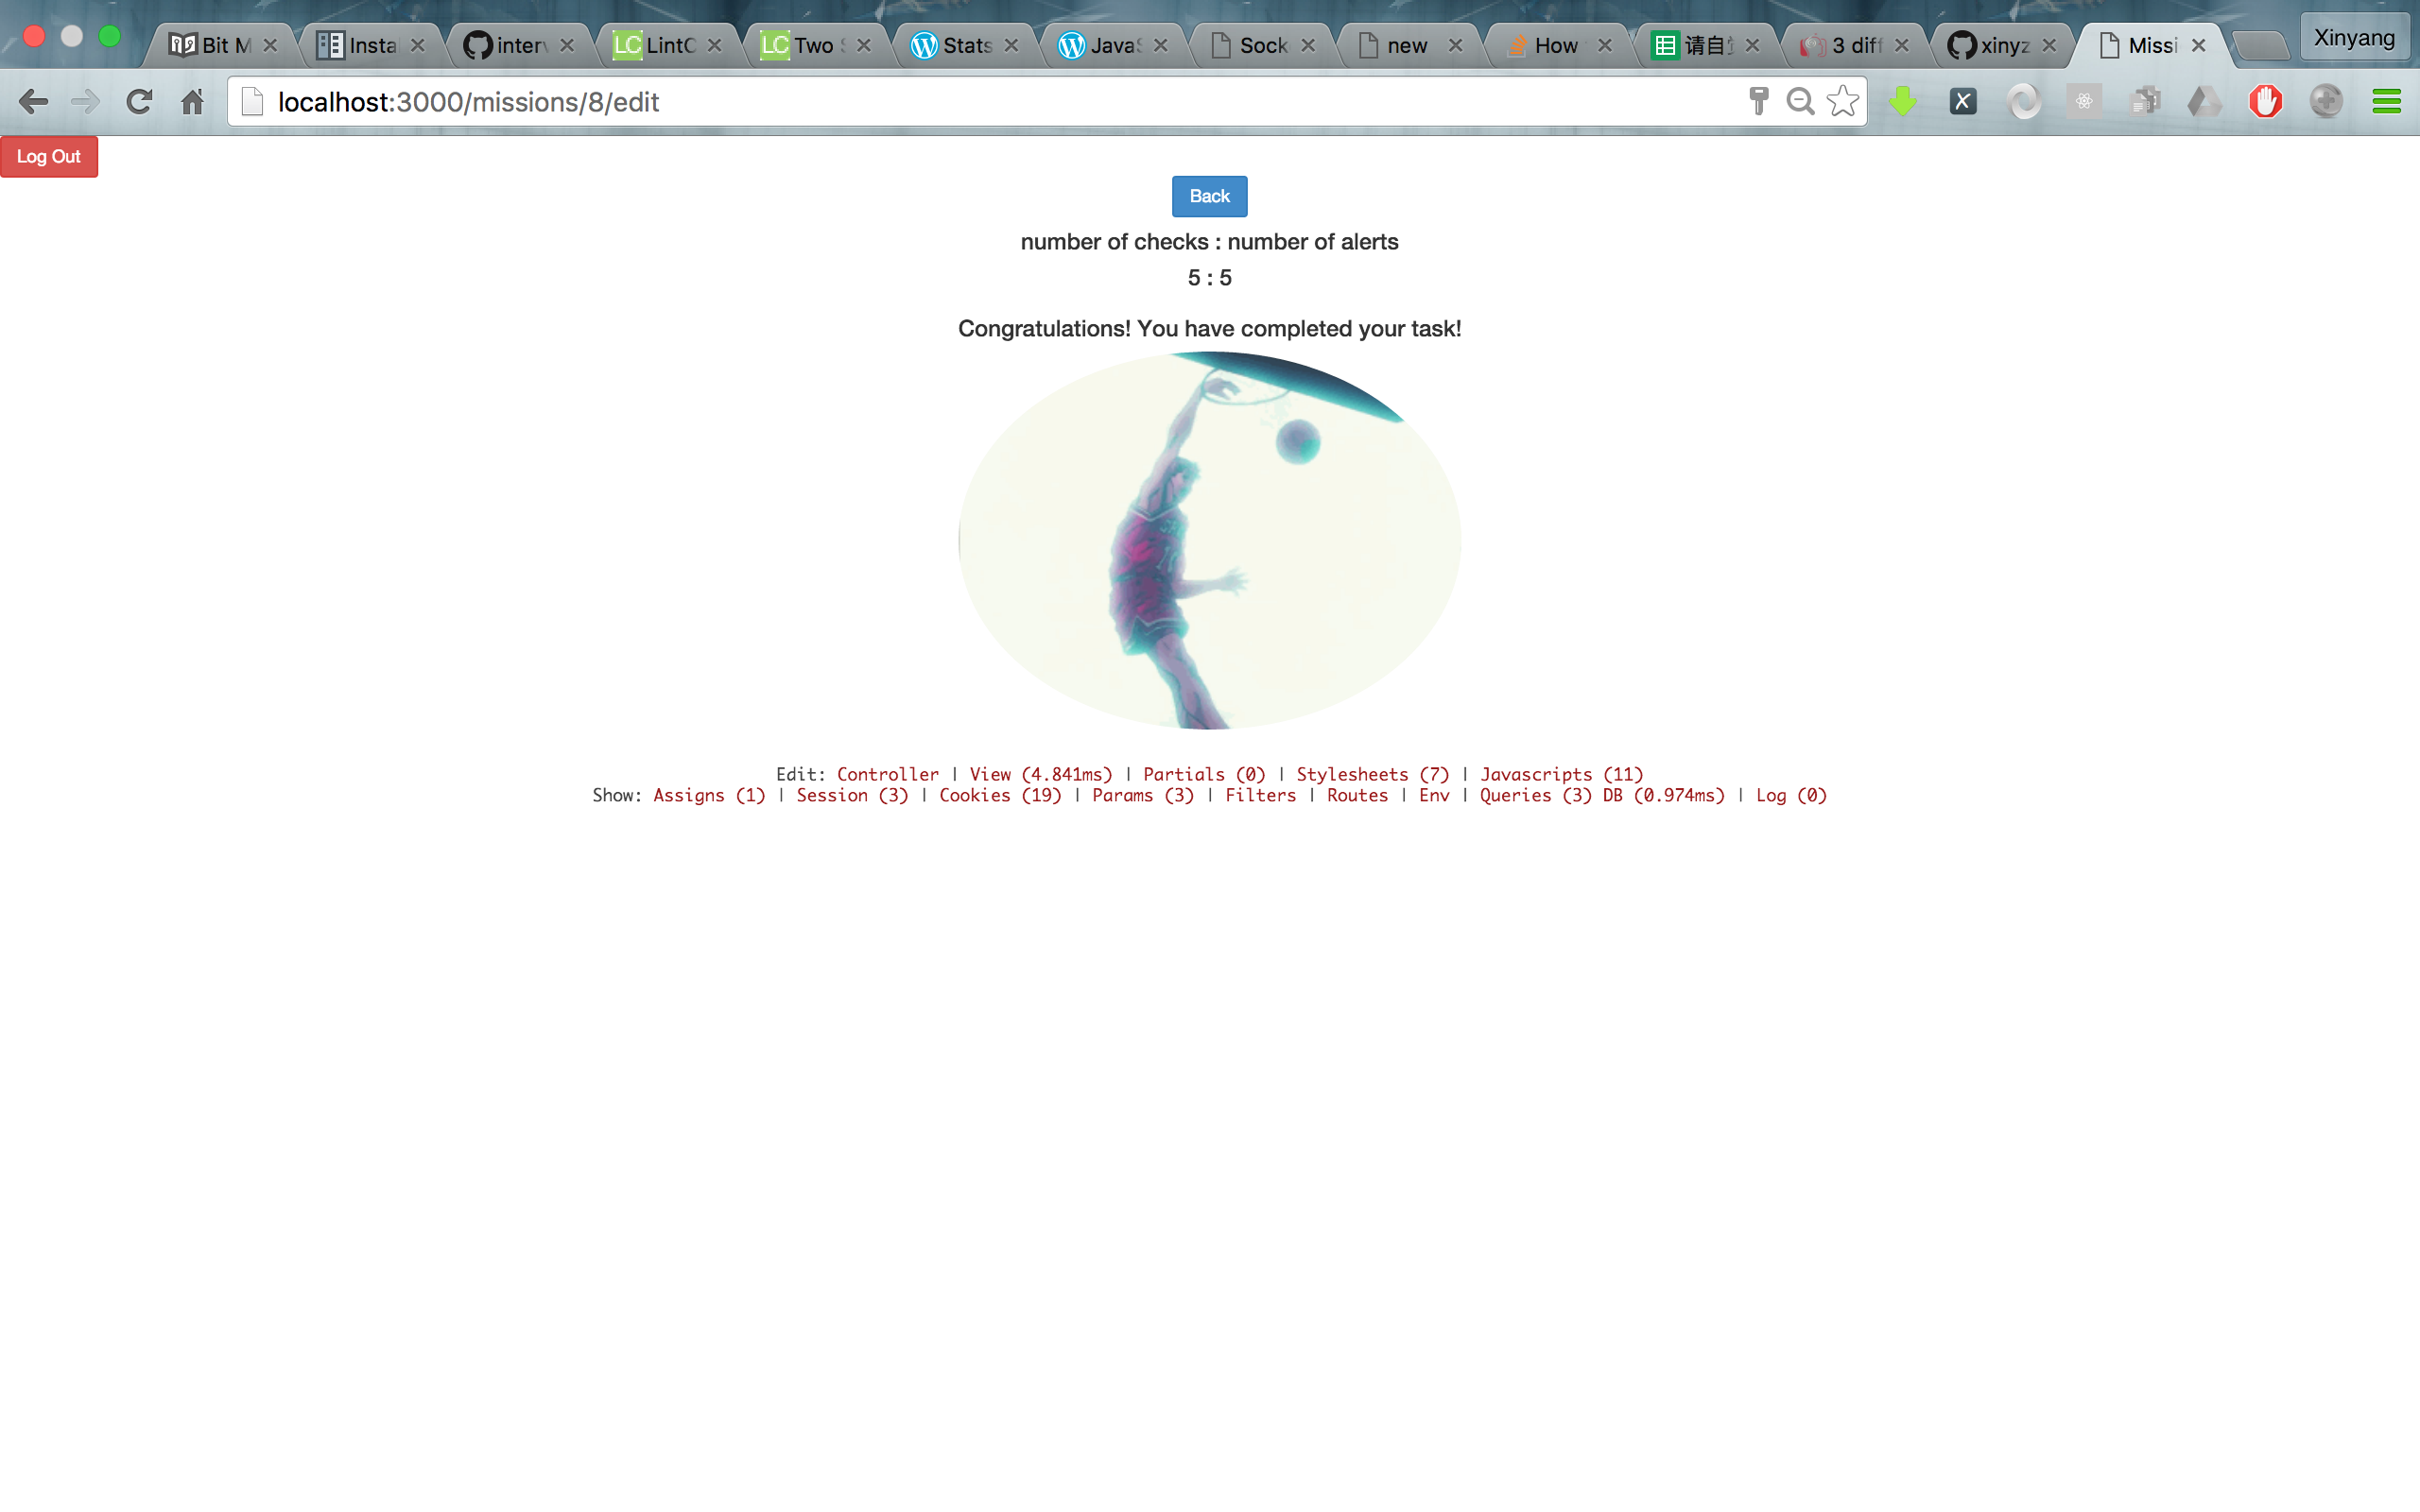 Bit M
Insta
interv
LC LintC
LC Two S
Stats
JavaS
Sock
new
How
请自
3 diff
xinyz
Missi
Xinyang
localhost:3000/missions/8/edit
Log Out
Back
number of checks : number of alerts
5 : 5
Congratulations! You have completed your task!
Edit: Controller | View (4.841ms) | Partials (0) | Stylesheets (7) | Javascripts (11)
Show: Assigns (1) | Session (3) | Cookies (19) | Params (3) | Filters | Routes | Env | Queries (3) DB (0.974ms) | Log (0)